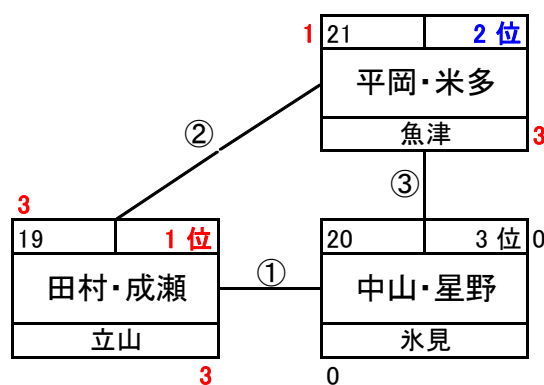 1 21 2 位
平岡・米多
魚津 3
②
③
3
19 1 位 20 3 位 0
田村・成瀬 ① 中山・星野
立山 氷見
3 0